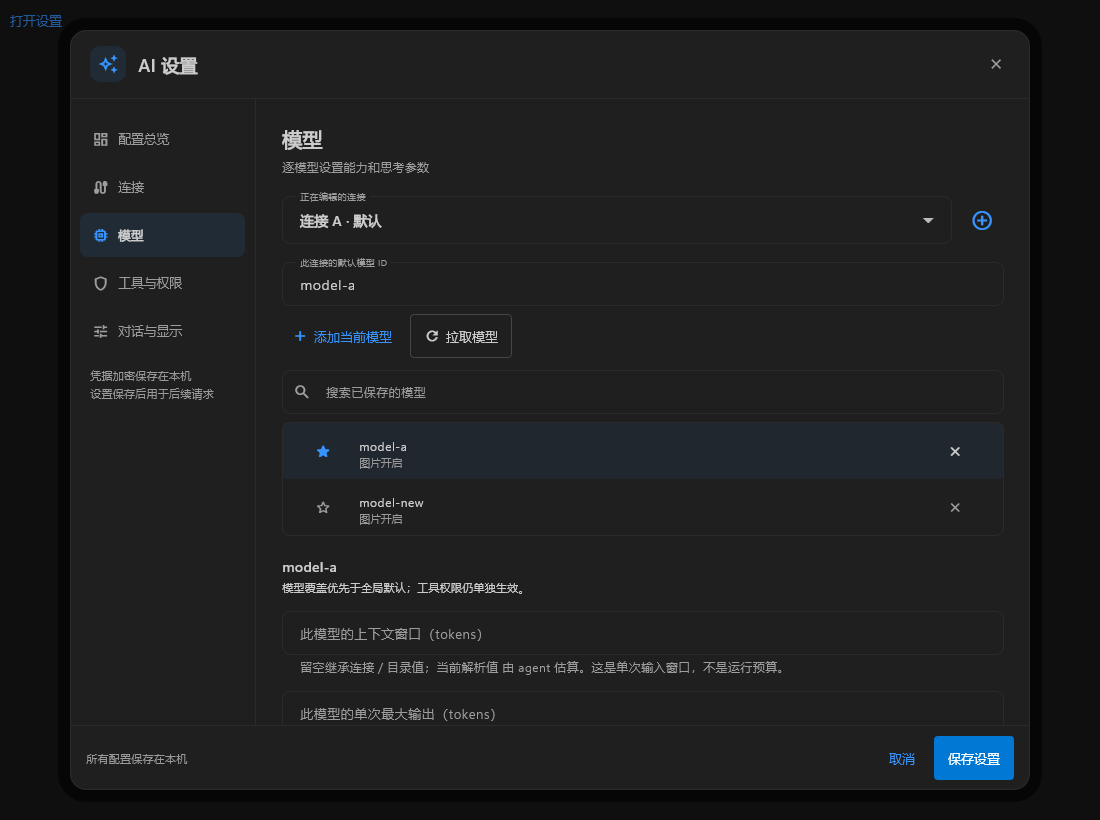 打开设置
AI 设置
配置总览
连接
模型
工具与权限
对话与显示
凭据加密保存在本机
设置保存后用于后续请求
模型
逐模型设置能力和思考参数
正在编辑的连接
连接 A · 默认
此连接的默认模型 ID
model-a
添加当前模型
拉取模型
搜索已保存的模型
model-a
图片开启
model-new
图片开启
model-a
模型覆盖优先于全局默认；工具权限仍单独生效。
此模型的上下文窗口（tokens）
留空继承连接 / 目录值；当前解析值 由 agent 估算。这是单次输入窗口，不是运行预算。
此模型的单次最大输出（tokens）
所有配置保存在本机
取消
保存设置